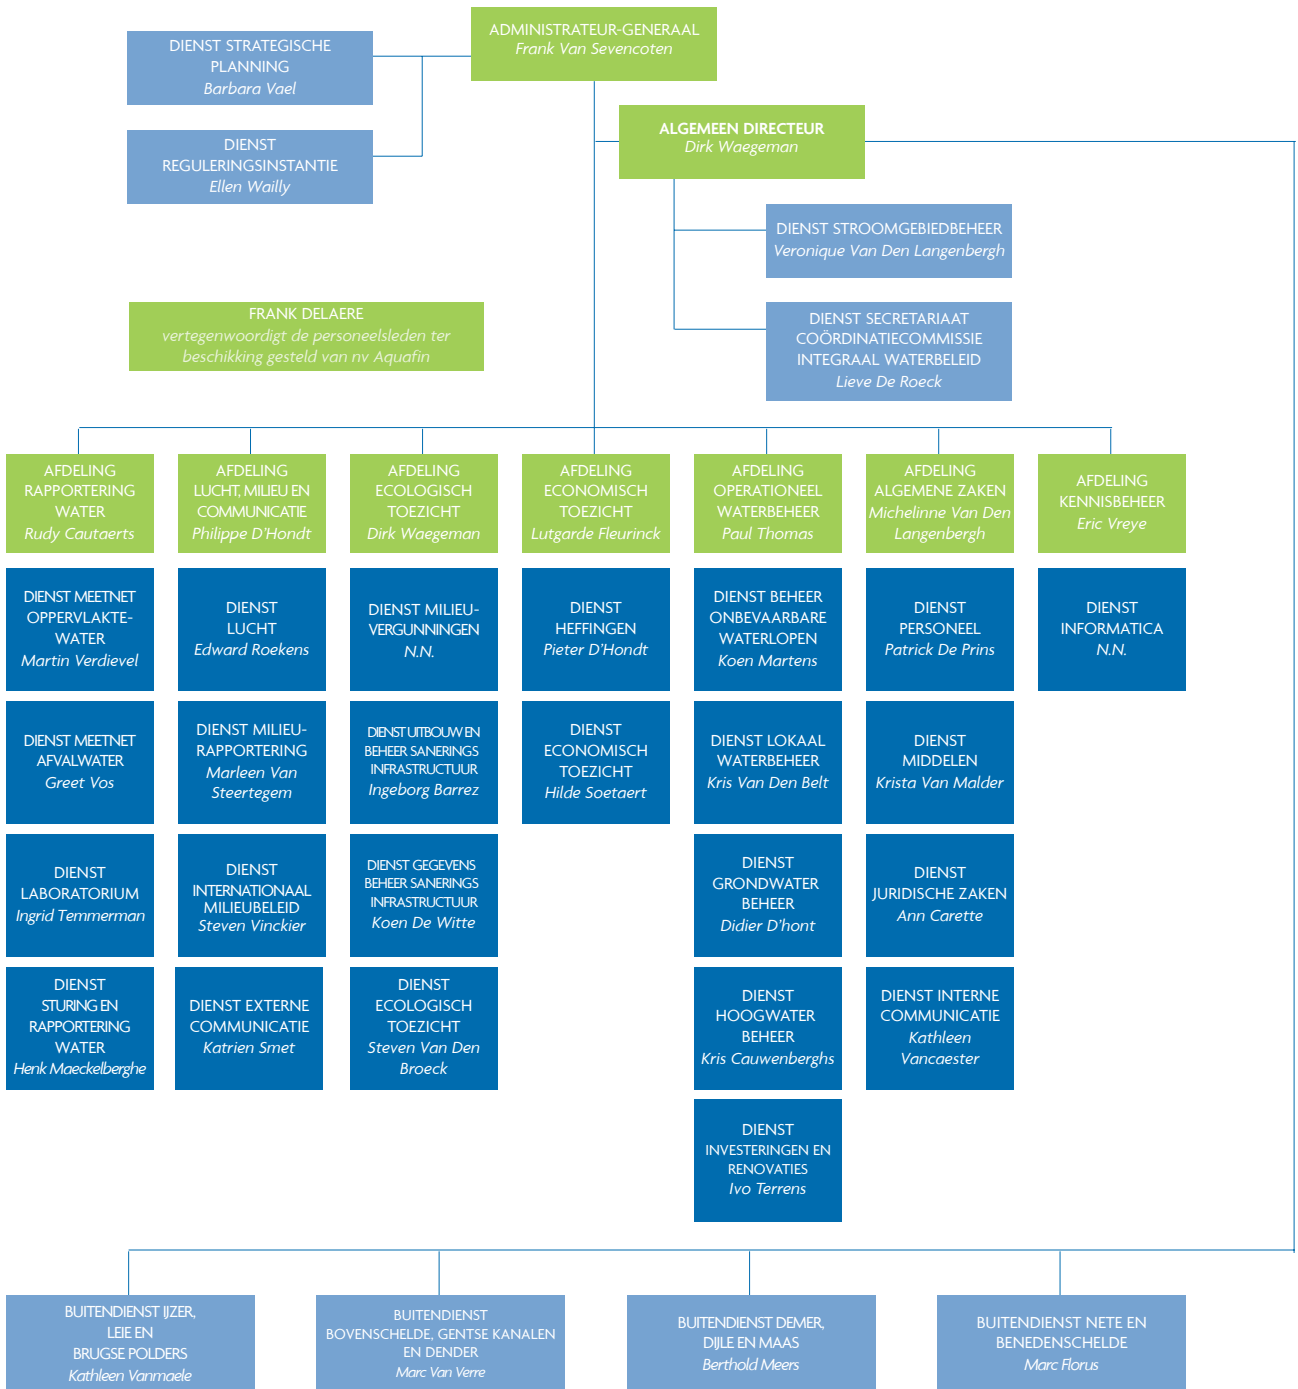 ADMINISTRATEUR-GENERAAL
Frank Van Sevencoten
DIENST STRATEGISCHE
PLANNING
Barbara Vael
DIENST
REGULERINGSINSTANTIE
Ellen Wailly
ALGEMEEN DIRECTEUR
Dirk Waegeman
DIENST STROOMGEBIEDBEHEER
Veronique Van Den Langenbergh
DIENST SECRETARIAAT
COÖRDINATIECOMMISSIE
INTEGRAAL WATERBELEID
Lieve De Roeck
FRANK DELAERE
vertegenwoordigt de personeelsleden ter
beschikking gesteld van nv Aquafin
AFDELING
RAPPORTERING
WATER
Rudy Cautaerts
AFDELING
LUCHT, MILIEU EN
COMMUNICATIE
Philippe D'Hondt
AFDELING
ECOLOGISCH
TOEZICHT
Dirk Waegeman
AFDELING
ECONOMISCH
TOEZICHT
Lutgarde Fleurinck
AFDELING
OPERATIONEEL
WATERBEHEER
Paul Thomas
AFDELING
ALGEMENE ZAKEN
Michelinne Van Den
Langenbergh
AFDELING
KENNISBEHEER
Eric Vreye
DIENST MEETNET
OPPERVLAKTE-
WATER
Martin Verdievel
DIENST
LUCHT
Edward Roekens
DIENST MILIEU-
VERGUNNINGEN
N.N.
DIENST
HEFFINGEN
Pieter D'Hondt
DIENST BEHEER
ONBEVAARBARE
WATERLOPEN
Koen Martens
DIENST
PERSONEEL
Patrick De Prins
DIENST
INFORMATICA
N.N.
DIENST MEETNET
AFVALWATER
Greet Vos
DIENST MILIEU-
RAPPORTERING
Marleen Van
Steertegem
DIENST UITBOUW EN
BEHEER SANERINGS
INFRASTRUCTUUR
Ingeborg Barrez
DIENST
ECONOMISCH
TOEZICHT
Hilde Soetaert
DIENST LOKAAL
WATERBEHEER
Kris Van Den Belt
DIENST
MIDDELEN
Krista Van Malder
DIENST
LABORATORIUM
Ingrid Temmerman
DIENST
INTERNATIONAAL
MILIEUBELEID
Steven Vinckier
DIENST GEGEVENS
BEHEER SANERINGS
INFRASTRUCTUUR
Koen De Witte
DIENST
GRONDWATER
BEHEER
Didier D'hont
DIENST
JURIDISCHE ZAKEN
Ann Carette
DIENST
STURING EN
RAPPORTERING
WATER
Henk Maeckelberghe
DIENST EXTERNE
COMMUNICATIE
Katrien Smet
DIENST
ECOLOGISCH
TOEZICHT
Steven Van Den
Broeck
DIENST
HOOGWATER
BEHEER
Kris Cauwenberghs
DIENST INTERNE
COMMUNICATIE
Kathleen
Vancaester
DIENST
INVESTERINGEN EN
RENOVATIES
Ivo Terrens
BUITENDIENST IJZER,
LEIE EN
BRUGSE POLDERS
Kathleen Vanmaele
BUITENDIENST
BOVENSCHELDE, GENTSE KANALEN
EN DENDER
Marc Van Verre
BUITENDIENST DEMER,
DIJLE EN MAAS
Berthold Meers
BUITENDIENST NETE EN
BENEDENSCHELDE
Marc Florus